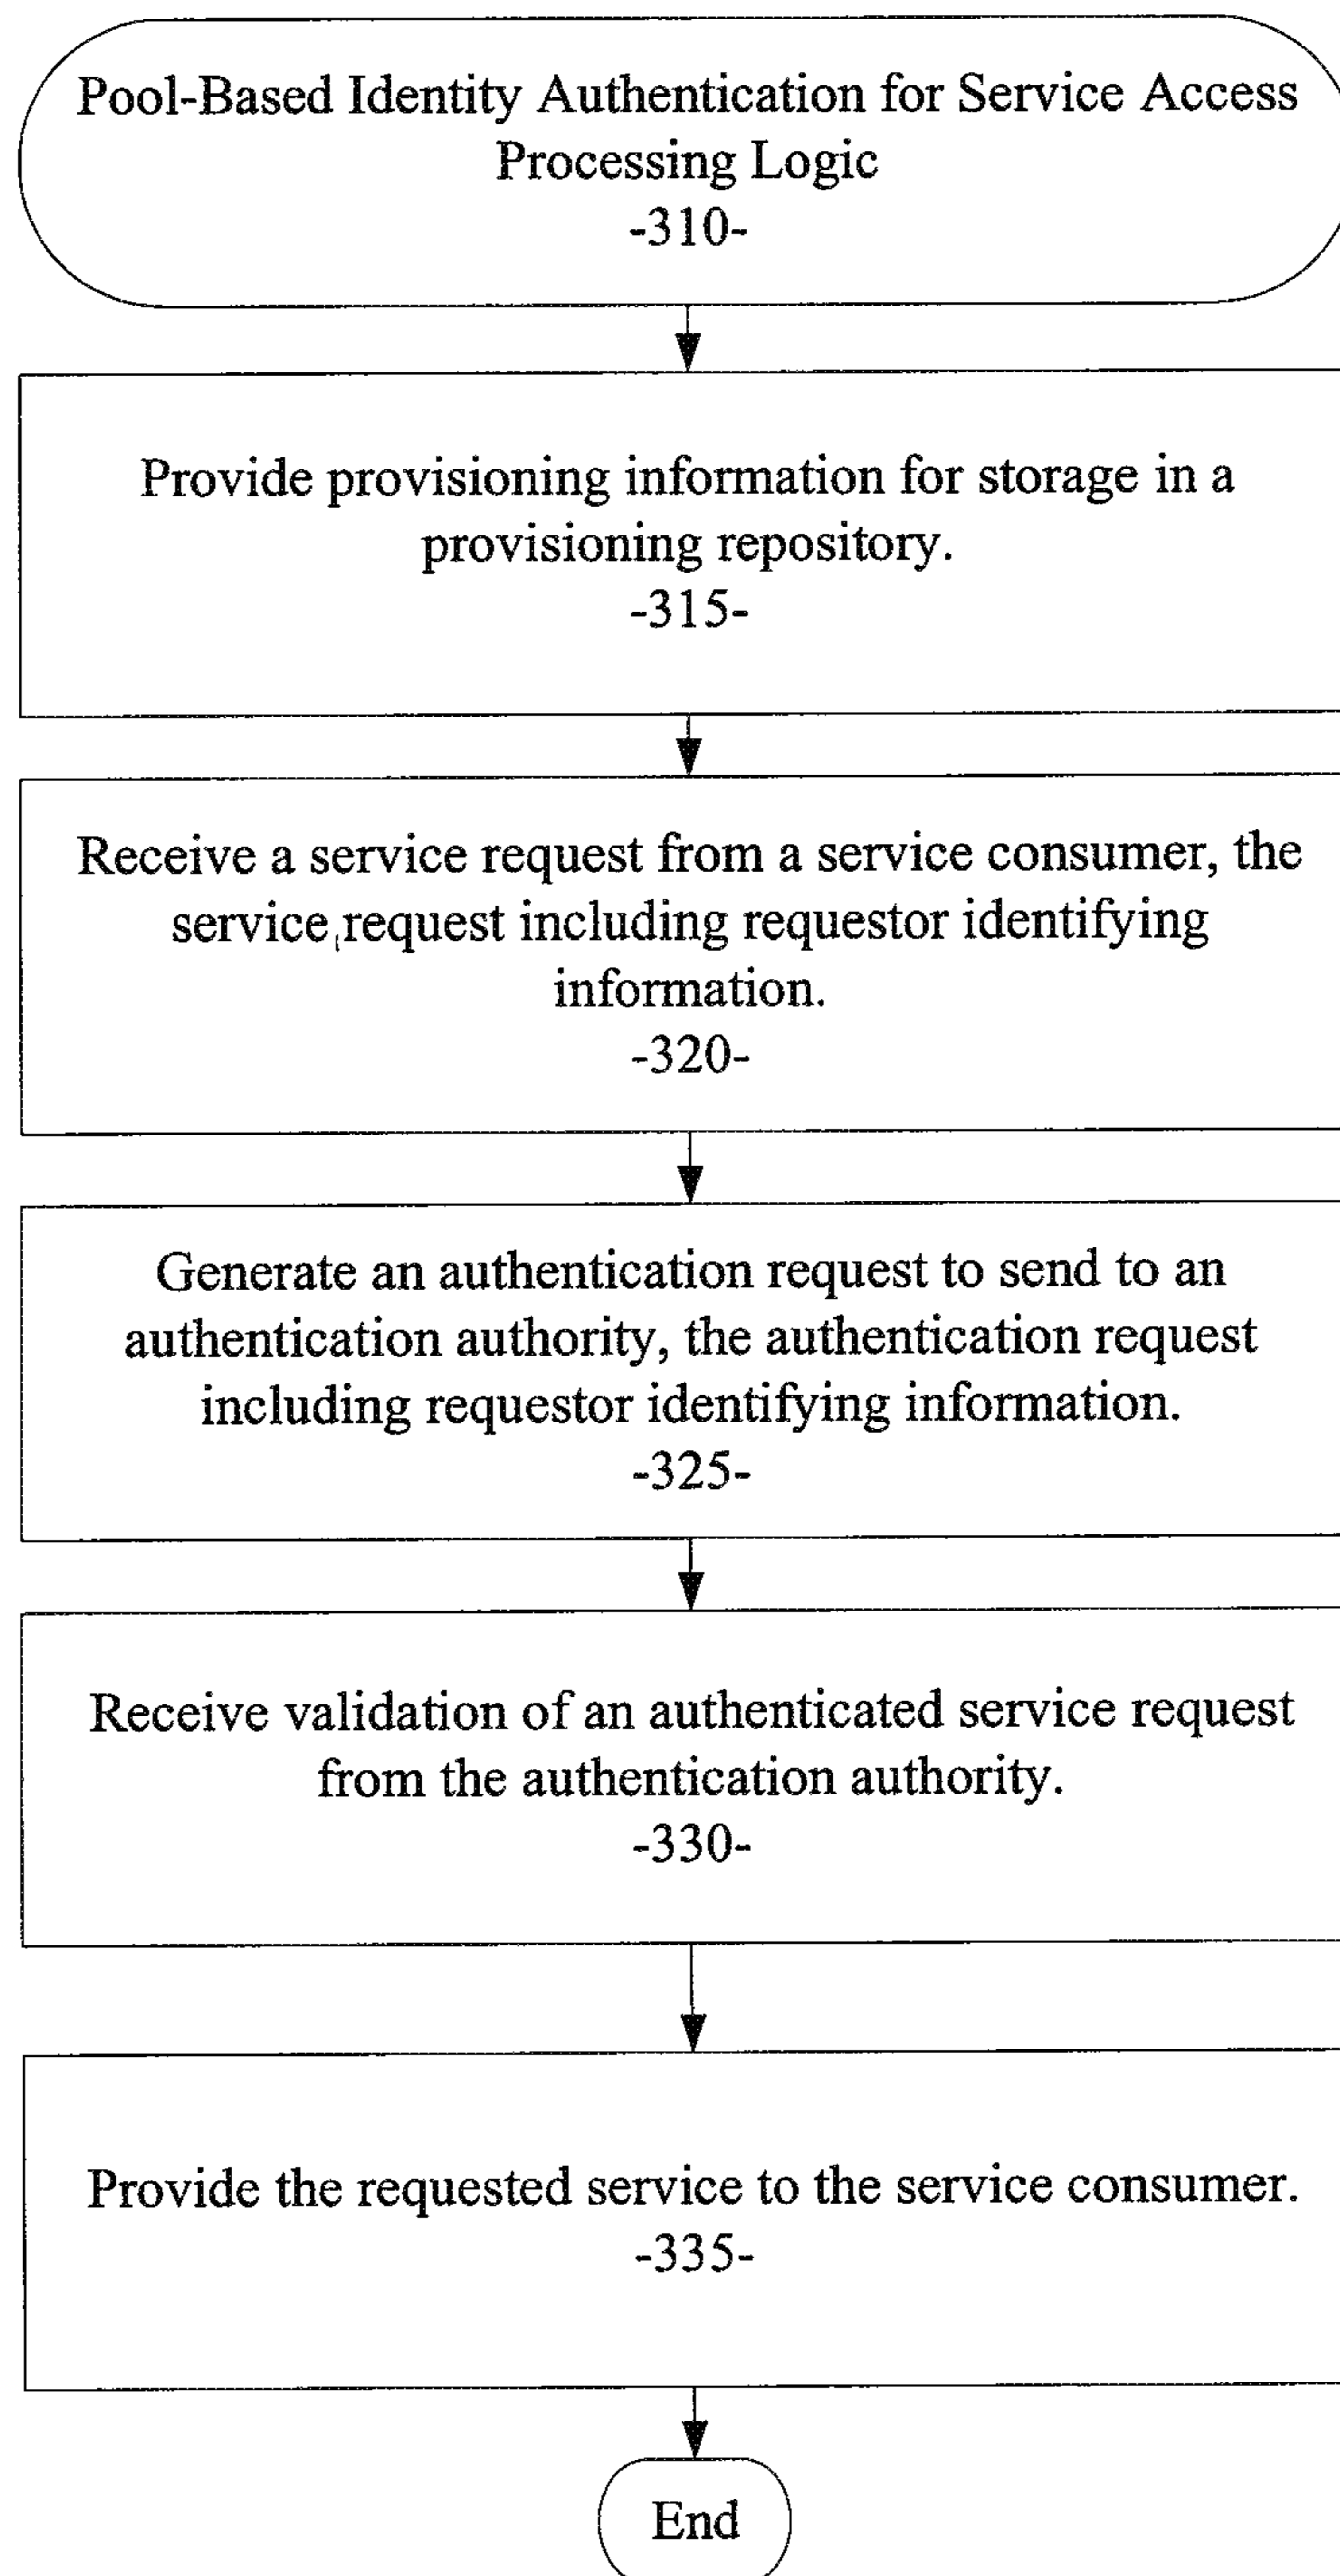 Pool-Based Identity Authentication for Service Access
Processing Logic
-310-
Provide provisioning information for storage in a
provisioning repository.
-315-
Receive a service request from a service consumer, the
service request including requestor identifying
information.
-320-
Generate an authentication request to send to an
authentication authority, the authentication request
including requestor identifying information.
-325-
Receive validation of an authenticated service request
from the authentication authority.
-330-
Provide the requested service to the service consumer.
-335-
End